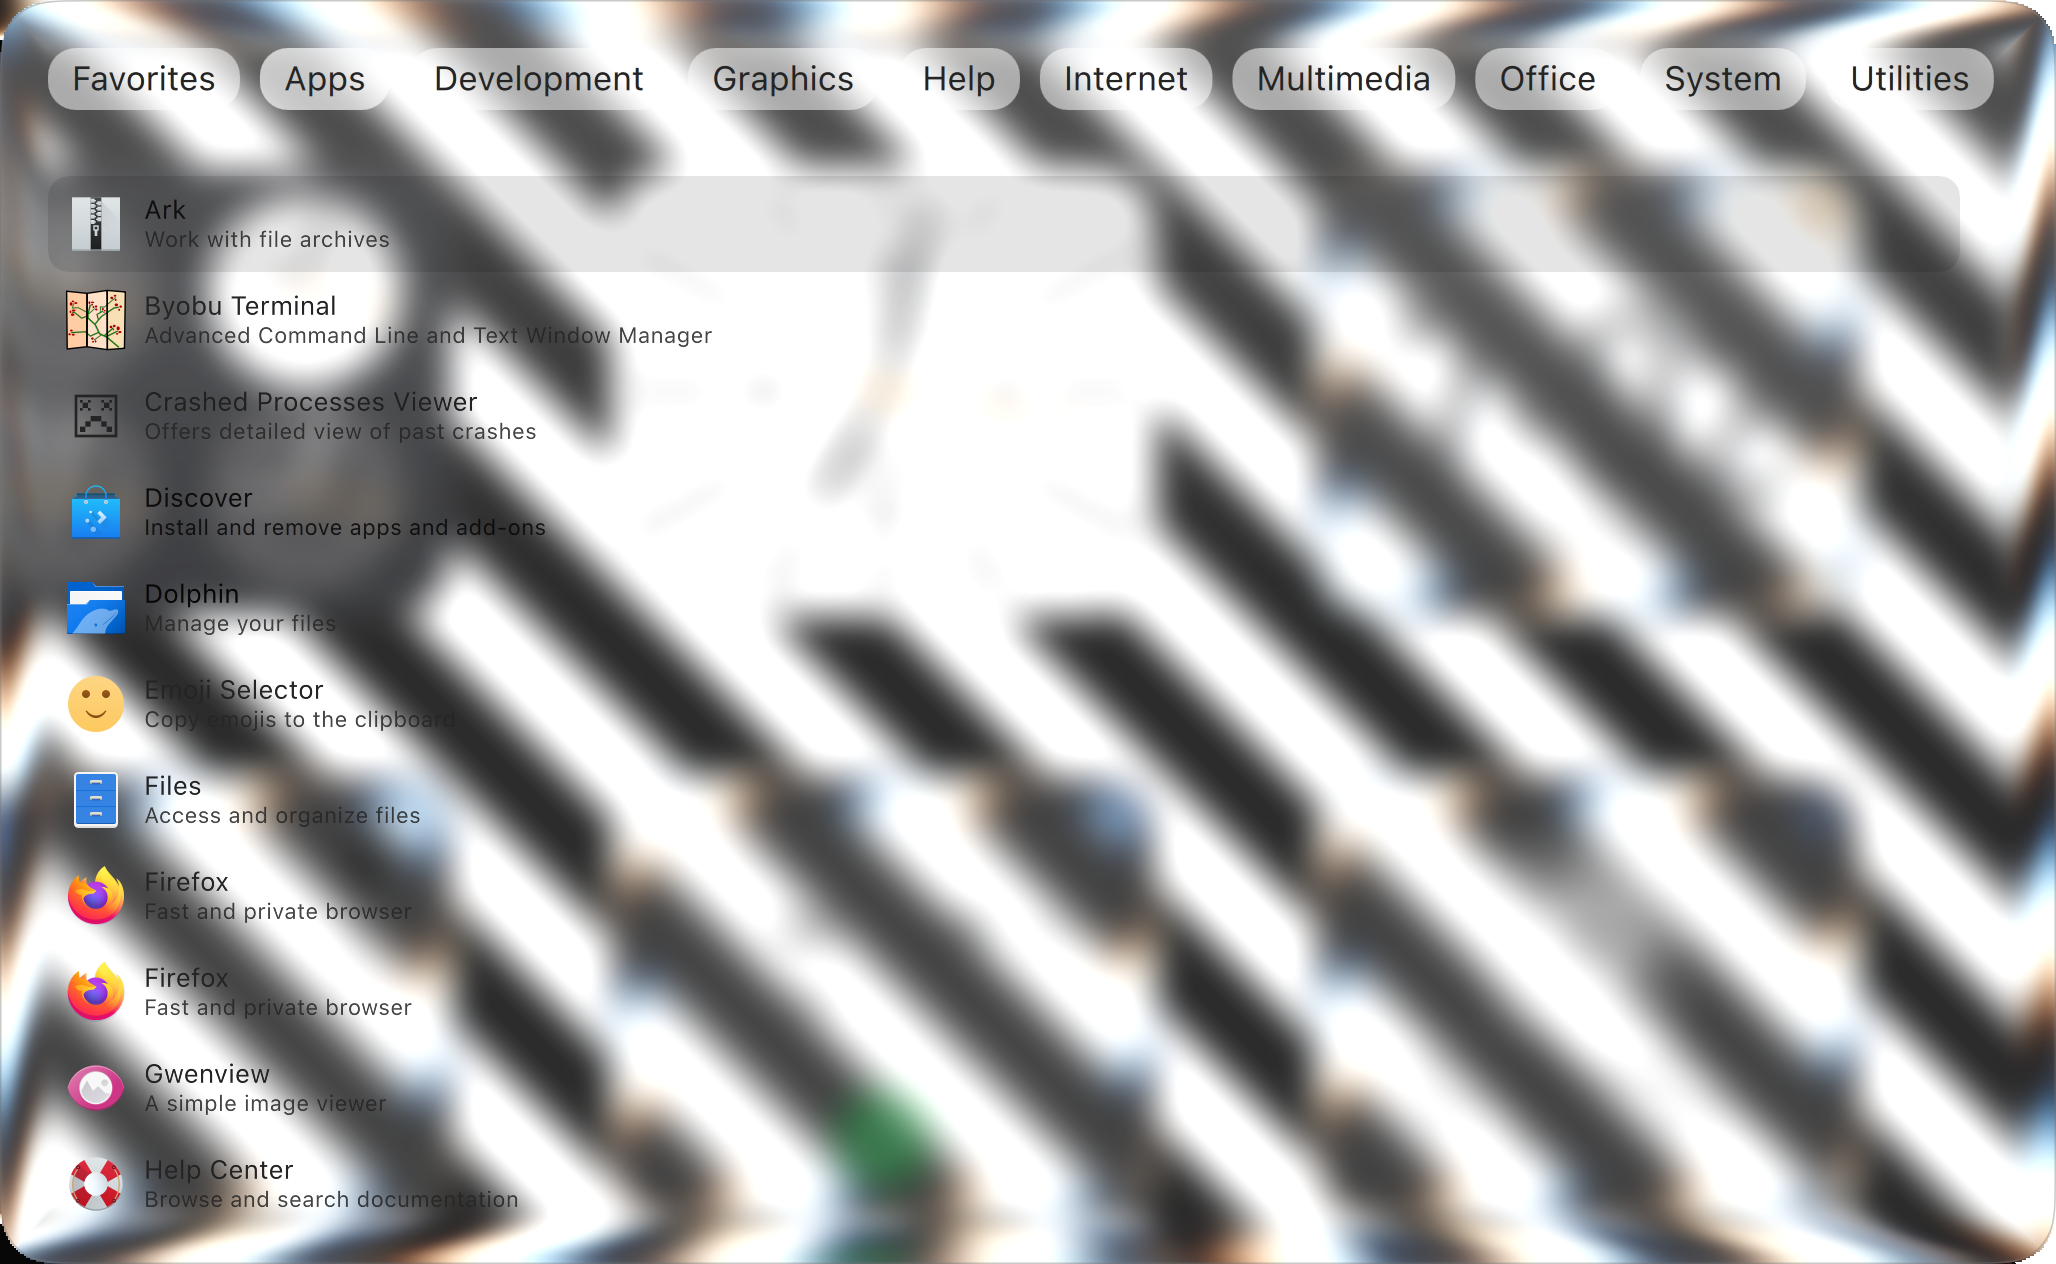 Favorites Apps Development Graphics Help Internet Multimedia Office System Utilities
Ark
Work with file archives
Byobu Terminal
Advanced Command Line and Text Window Manager
Crashed Processes Viewer
Offers detailed view of past crashes
Discover
Install and remove apps and add-ons
Dolphin
Manage your files
Emoji Selector
Copy emojis to the clipboard
Files
Access and organize files
Firefox
Fast and private browser
Firefox
Fast and private browser
Gwenview
A simple image viewer
Help Center
Browse and search documentation